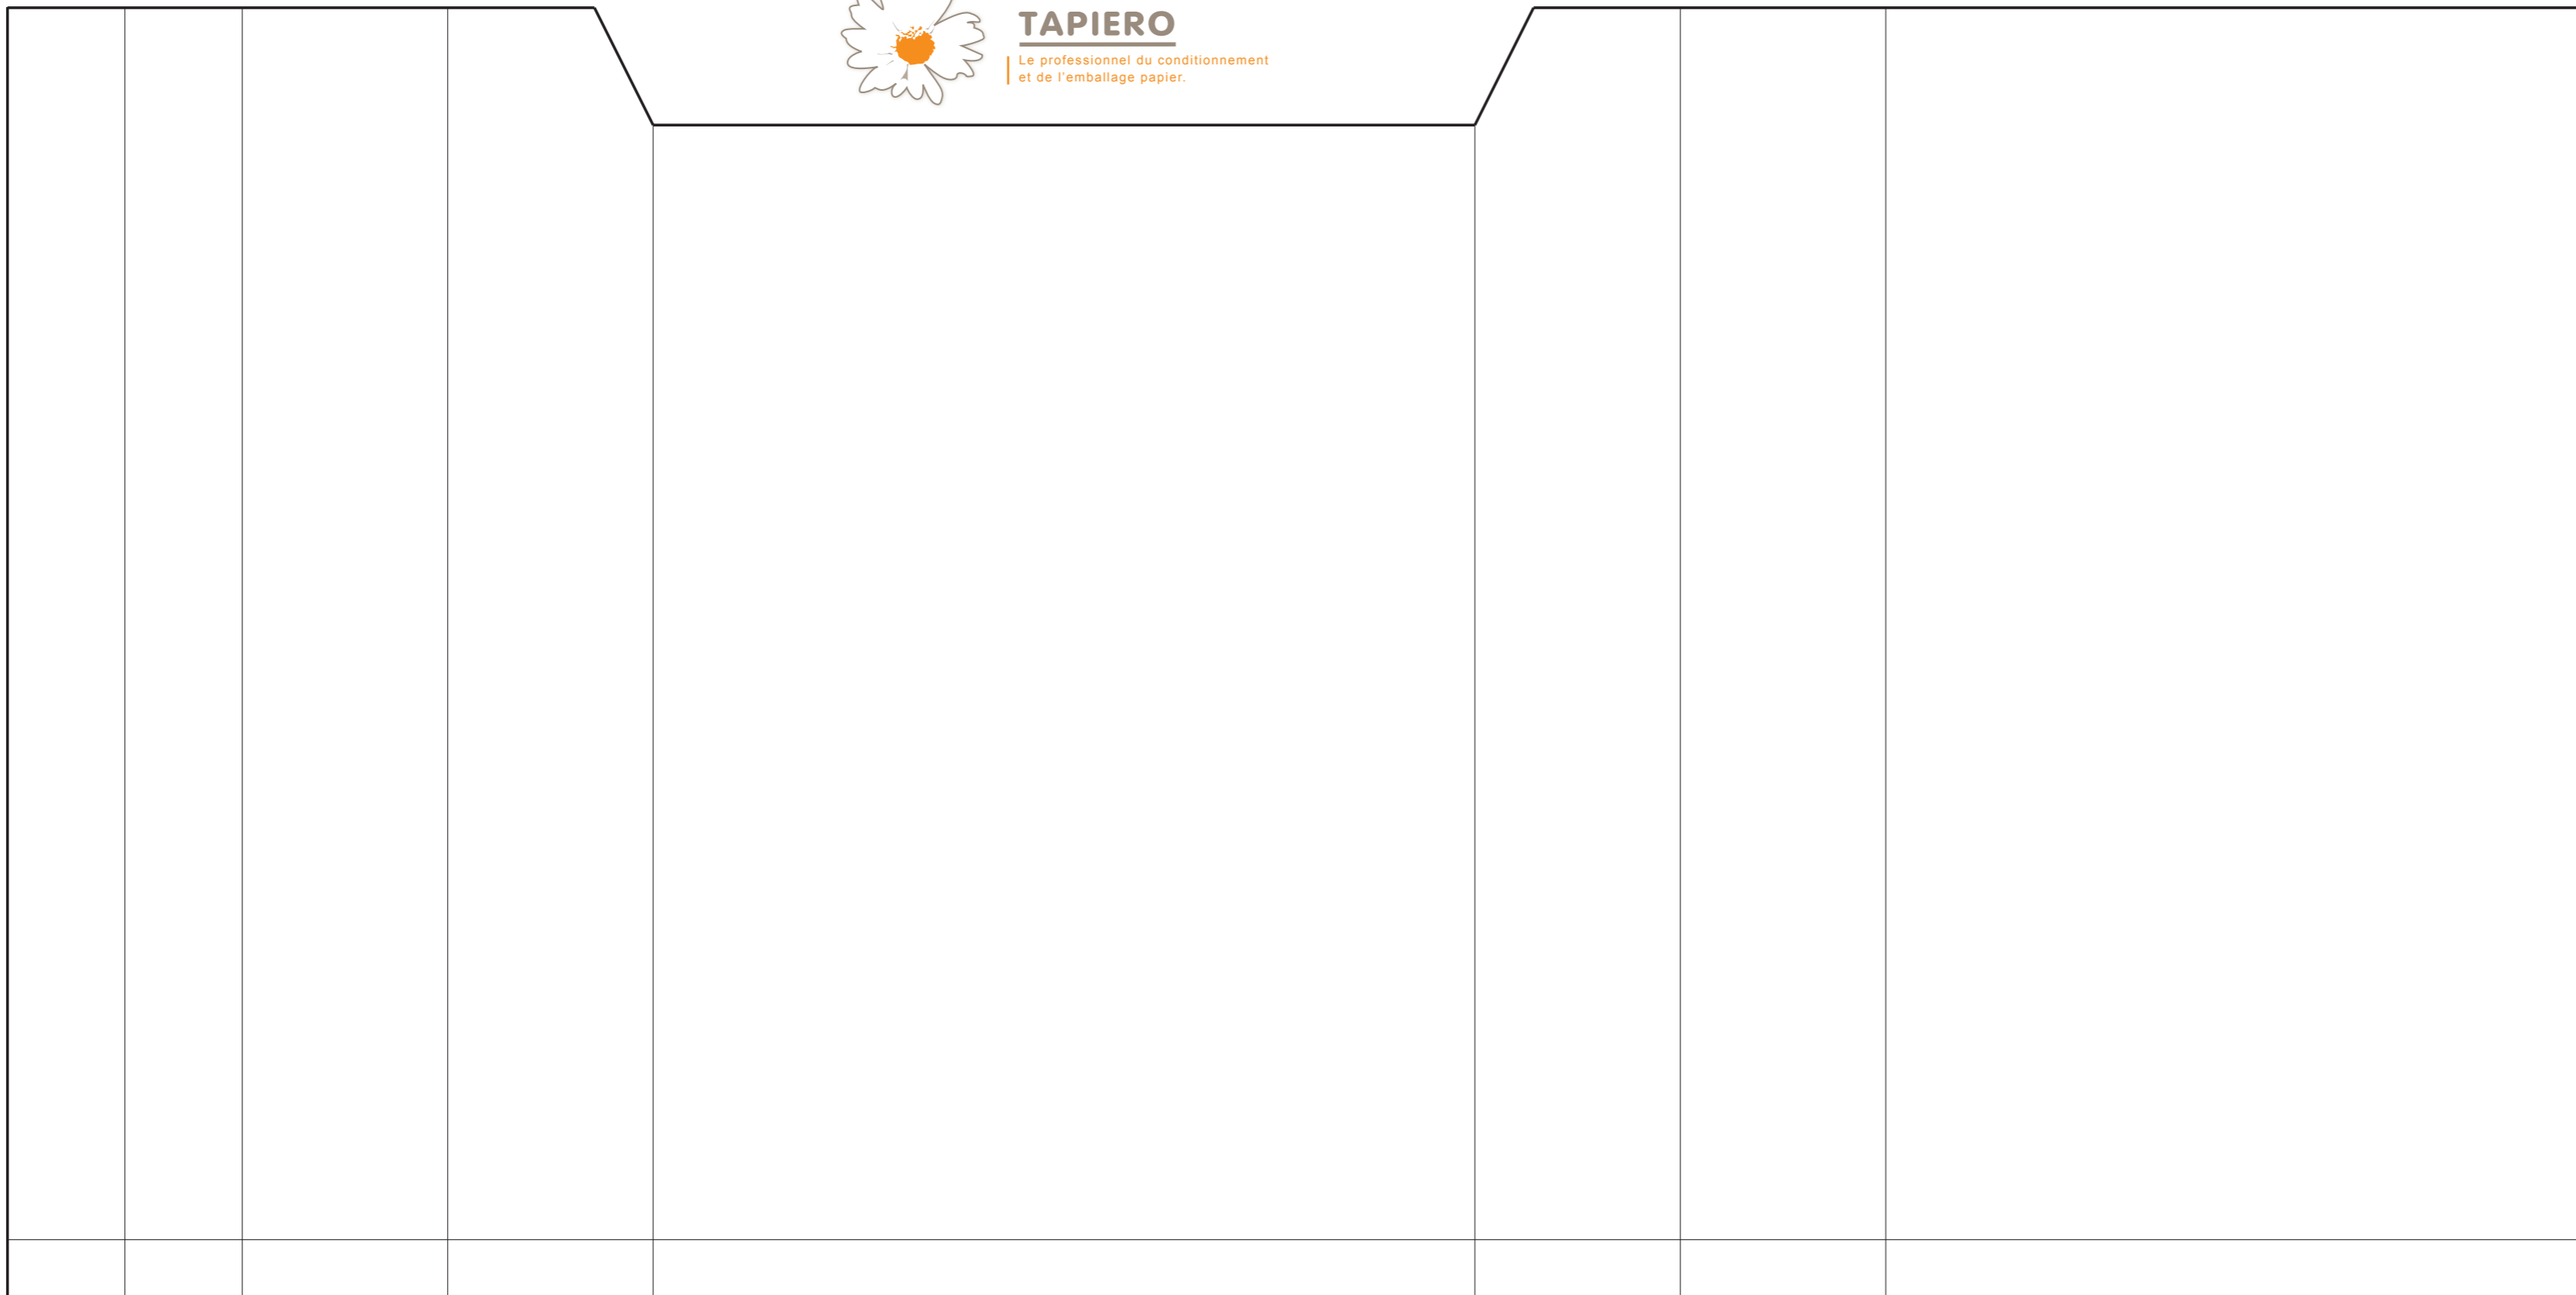 TAPIERO
Le professionnel du conditionnement
et de l'emballage papier.